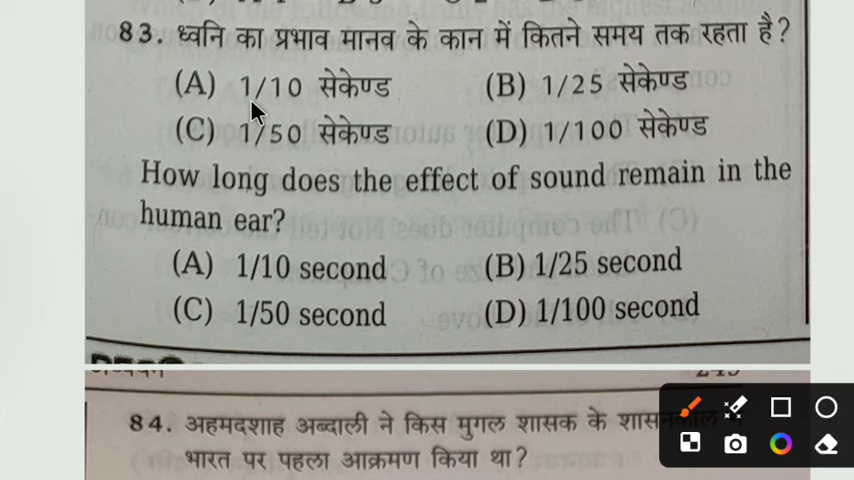 83. ध्वनि का प्रभाव मानव के कान में कितने समय तक रहता है?
(A) 1/10 सेकेण्ड (B) 1/25 सेकेण्ड
(C) 1/50 सेकेण्ड (D) 1/100 सेकेण्ड
How long does the effect of sound remain in the
human ear?
(A) 1/10 second (B) 1/25 second
(C) 1/50 second (D) 1/100 second
84. अहमदशाह अब्दाली ने किस मुगल शासक के शासनकाल में
भारत पर पहला आक्रमण किया था?